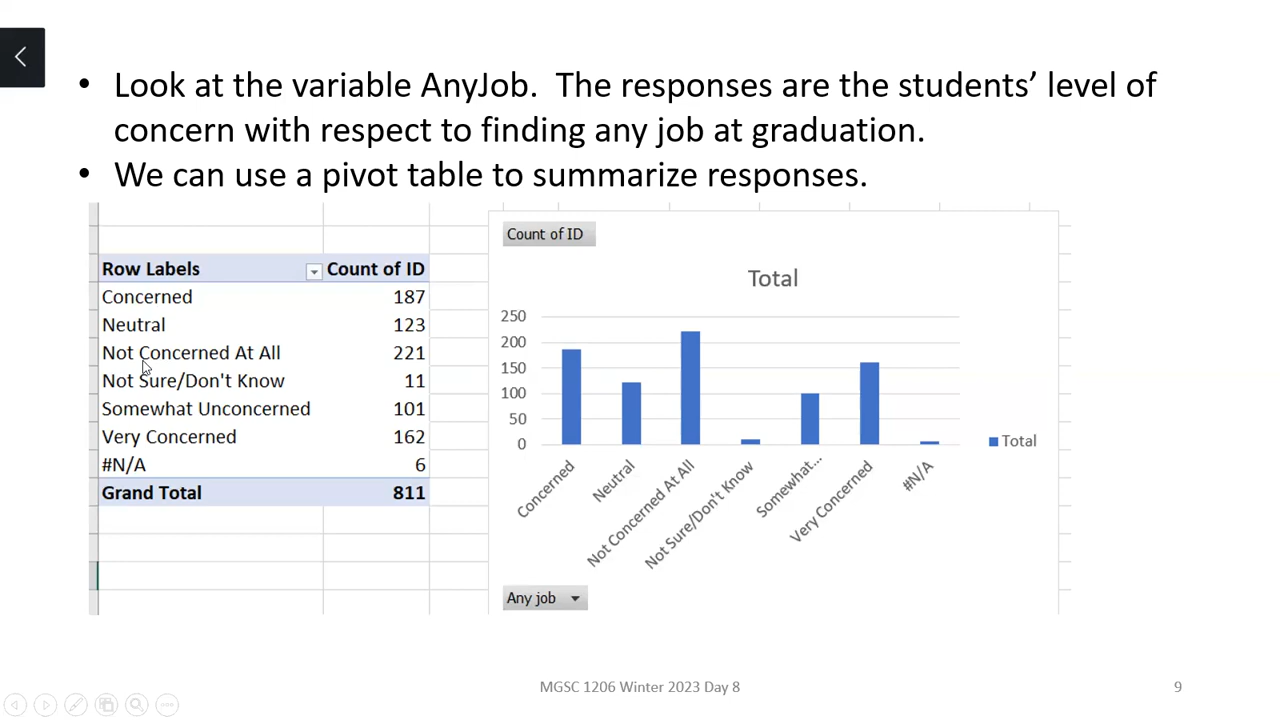 • Look at the variable AnyJob.  The responses are the students’ level of
concern with respect to finding any job at graduation.
• We can use a pivot table to summarize responses.
Row Labels Count of ID
Concerned 187
Neutral 123
Not Concerned At All 221
Not Sure/Don't Know 11
Somewhat Unconcerned 101
Very Concerned 162
#N/A 6
Grand Total 811
Count of ID
Total
250
200
150
100
50
0
Concerned
Neutral
Not Concerned At All
Not Sure/Don't Know
Somewhat...
Very Concerned
#N/A
Total
Any job
MGSC 1206 Winter 2023 Day 8
9